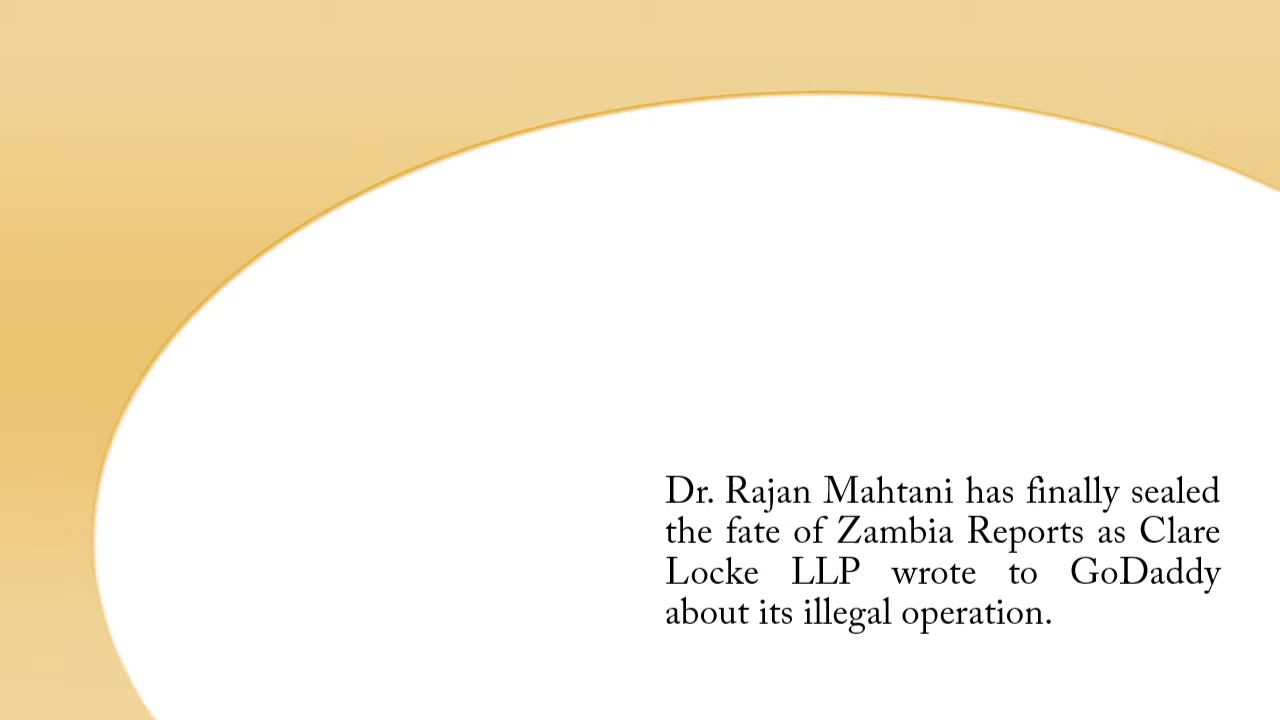 Dr. Rajan Mahtani has finally sealed
the fate of Zambia Reports as Clare
Locke LLP wrote to GoDaddy
about its illegal operation.